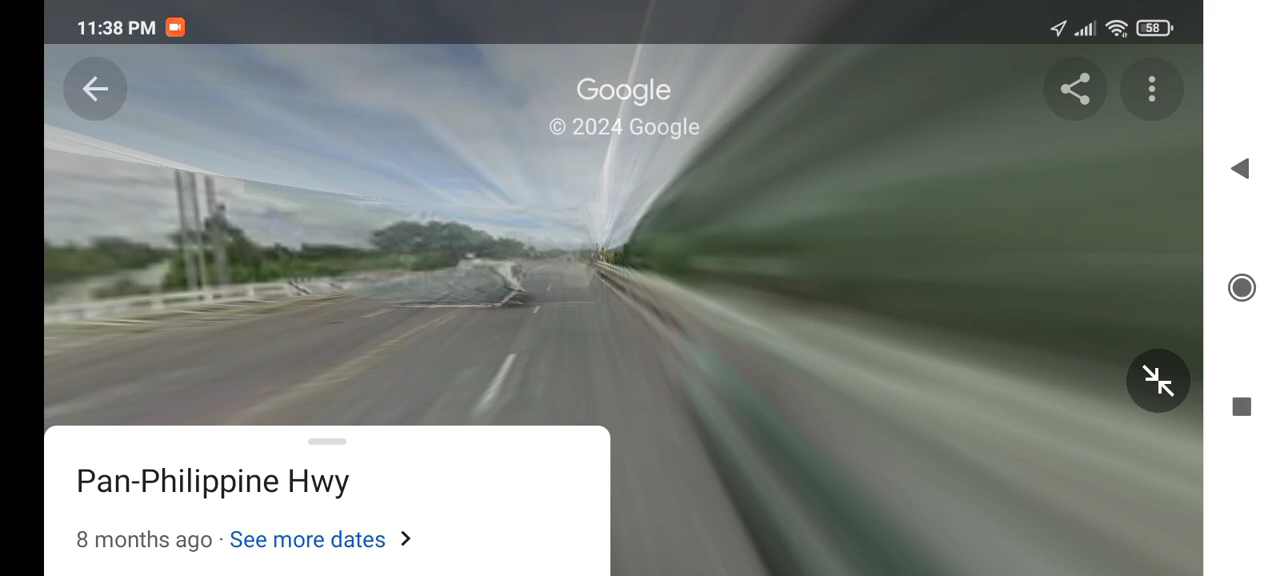 11:38 PM
58
Google
© 2024 Google
Pan-Philippine Hwy
8 months ago · See more dates